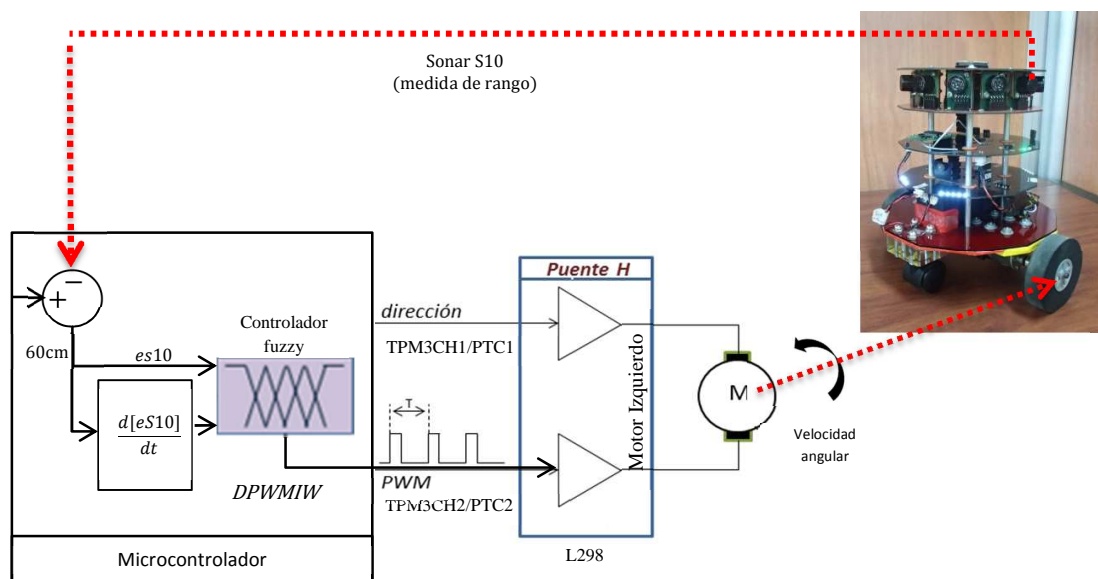 Sonar S10
(medida de rango)
+
−
60cm
es10
Controlador
fuzzy
d[eS10]
dt
DPWMIW
Microcontrolador
dirección
TPM3CH1/PTC1
T
PWM
TPM3CH2/PTC2
Puente H
Motor Izquierdo
L298
M
Velocidad
angular